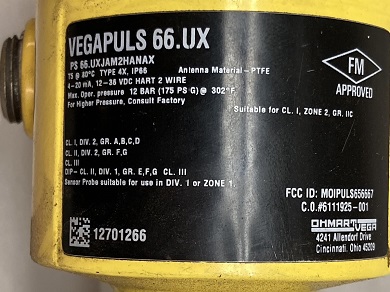 VEGAPULS 66.UX
PS 66.UXJAM2HANAX
T5 @ 80°C TYPE 4X, IP66 Antenna Material - PTFE
4-20 mA, 12-36 VDC HART 2 WIRE
Max. Oper. pressure 12 BAR (175 PSIG) @ 302°F
For Higher Pressure, Consult Factory
FM
APPROVED
Suitable for CL. I, ZONE 2, GR. IIC
CL. I, DIV. 2, GR. A,B,C,D
CL. II, DIV. 2, GR. F,G
CL. III
DIP- CL. II, DIV. 1, GR. E,F,G CL. III
Sensor Probe suitable for use in DIV. 1 or ZONE 1.
FCC ID: MOIPULS656667
C.O.#6111925-001
12701266
OHMART VEGA
4241 Allendorf Drive
Cincinnati, Ohio 45209